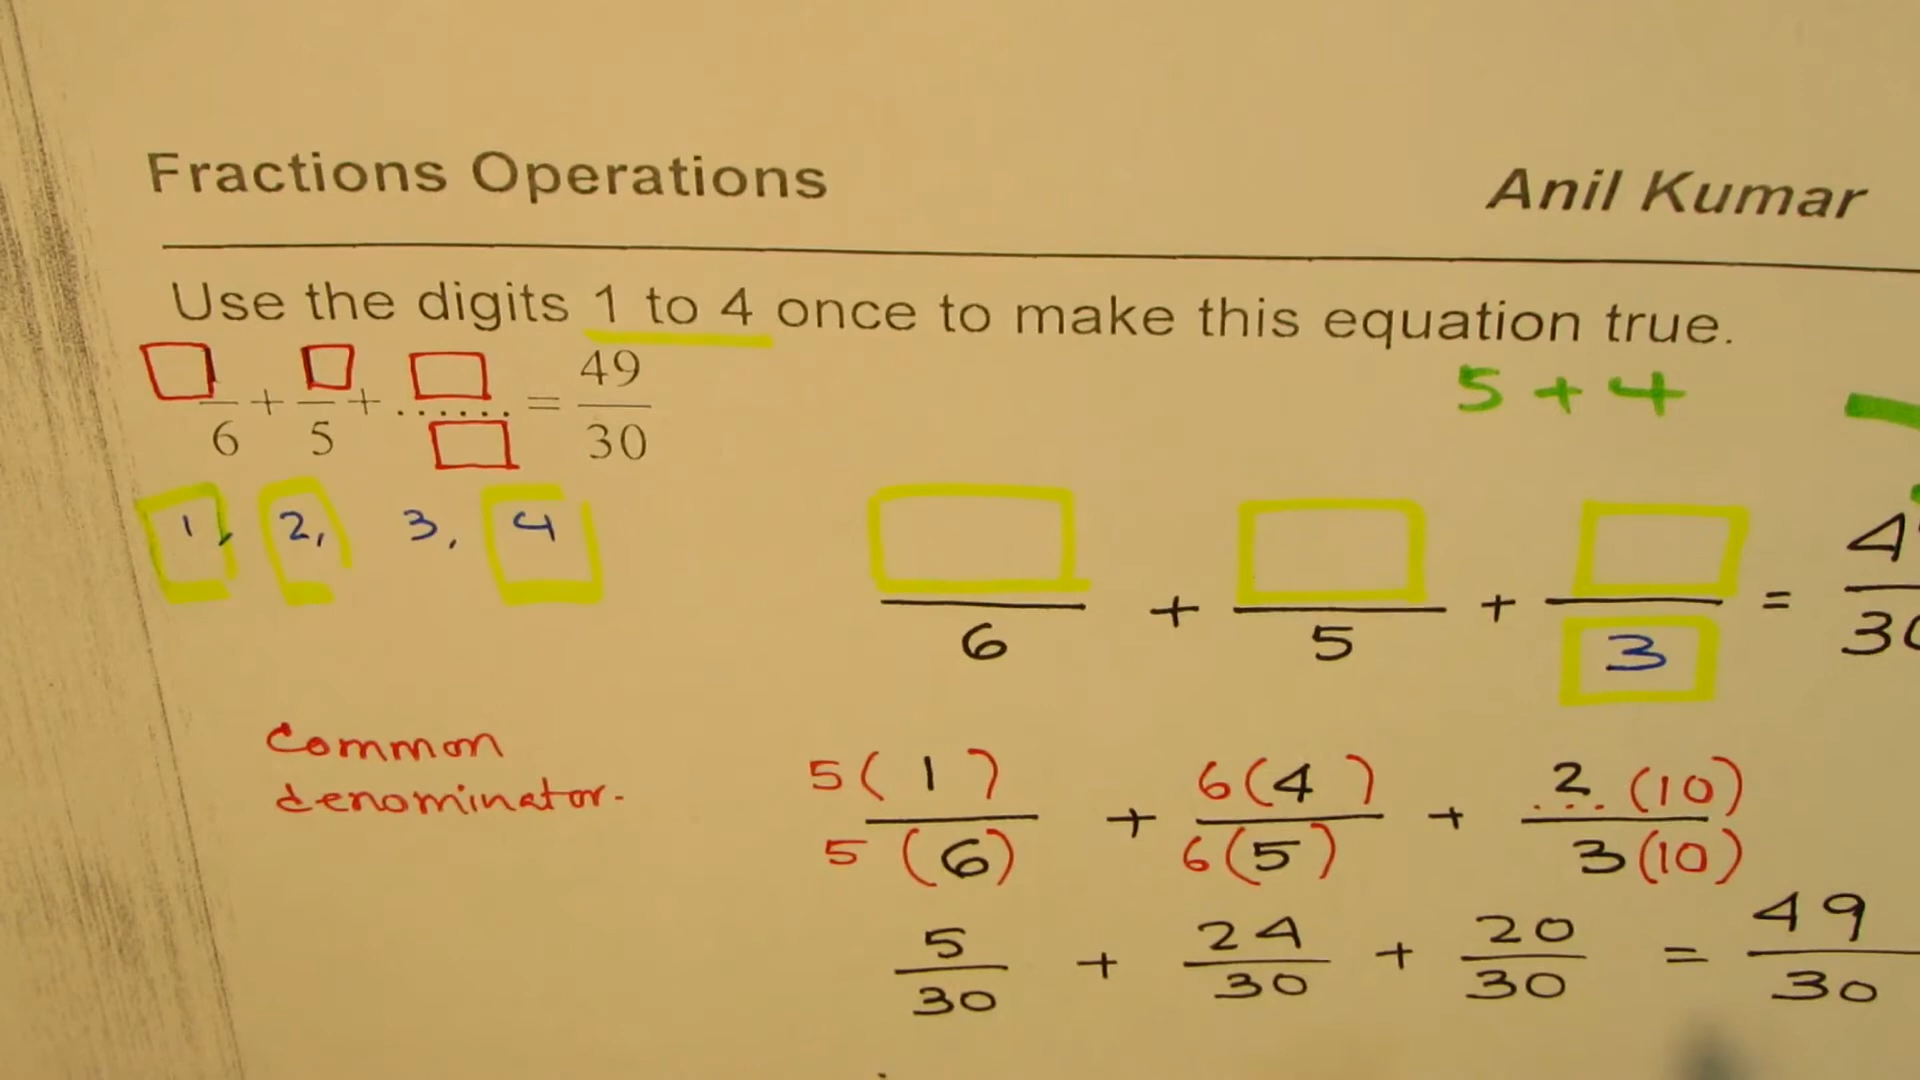 Fractions Operations Anil Kumar
Use the digits 1 to 4 once to make this equation true.
□/6 + □/5 + □/□ = 49/30
5 + 4
1, 2, 3, 4
□/6 + □/5 + □/3 =
Common
denominator.
5(1)/5(6) + 6(4)/6(5) + 2(10)/3(10)
5/30 + 24/30 + 20/30 = 49/30